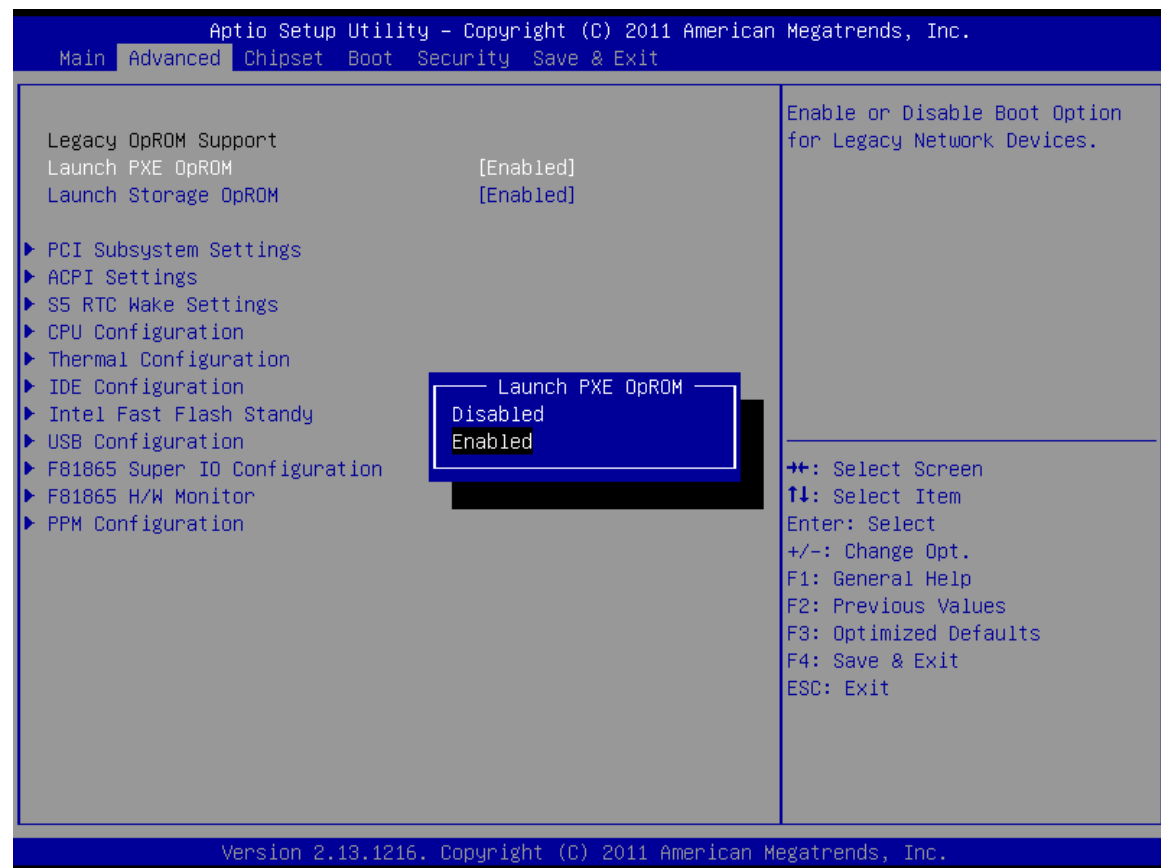 Aptio Setup Utility – Copyright (C) 2011 American Megatrends, Inc.
Main Advanced Chipset Boot Security Save & Exit
Legacy OpROM Support
Launch PXE OpROM [Enabled]
Launch Storage OpROM [Enabled]
▶ PCI Subsystem Settings
▶ ACPI Settings
▶ S5 RTC Wake Settings
▶ CPU Configuration
▶ Thermal Configuration
▶ IDE Configuration
▶ Intel Fast Flash Standy
▶ USB Configuration
▶ F81865 Super IO Configuration
▶ F81865 H/W Monitor
▶ PPM Configuration
Launch PXE OpROM
Disabled
Enabled
Enable or Disable Boot Option
for Legacy Network Devices.
→←: Select Screen
↑↓: Select Item
Enter: Select
+/-: Change Opt.
F1: General Help
F2: Previous Values
F3: Optimized Defaults
F4: Save & Exit
ESC: Exit
Version 2.13.1216. Copyright (C) 2011 American Megatrends, Inc.